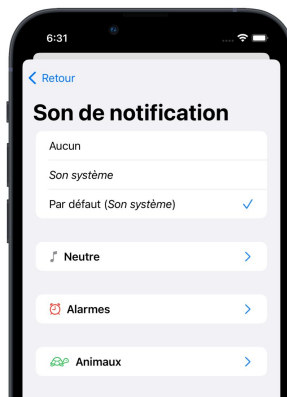 6:31
Retour
Son de notification
Aucun
Son système
Par défaut (Son système)
Neutre
Alarmes
Animaux